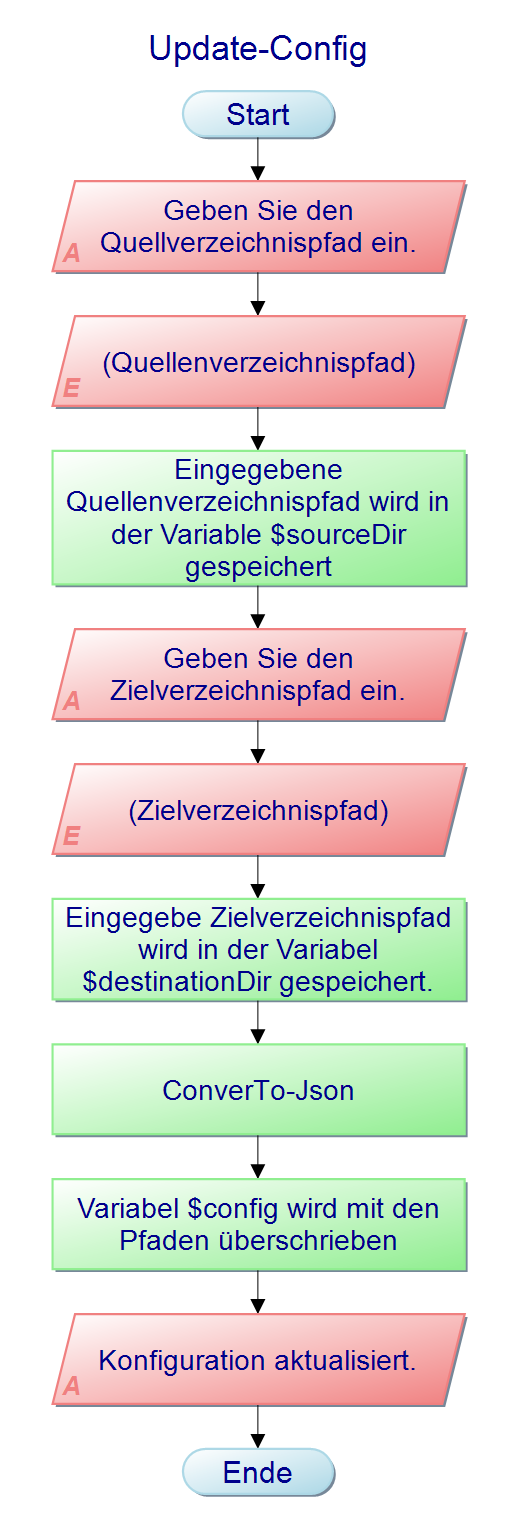 Update-Config
Start
Geben Sie den
Quellverzeichnispfad ein.
A
(Quellenverzeichnispfad)
E
Eingegebene
Quellenverzeichnispfad wird in
der Variable $sourceDir
gespeichert
Geben Sie den
Zielverzeichnispfad ein.
A
(Zielverzeichnispfad)
E
Eingegebe Zielverzeichnispfad
wird in der Variabel
$destinationDir gespeichert.
ConverTo-Json
Variabel $config wird mit den
Pfaden überschrieben
Konfiguration aktualisiert.
A
Ende